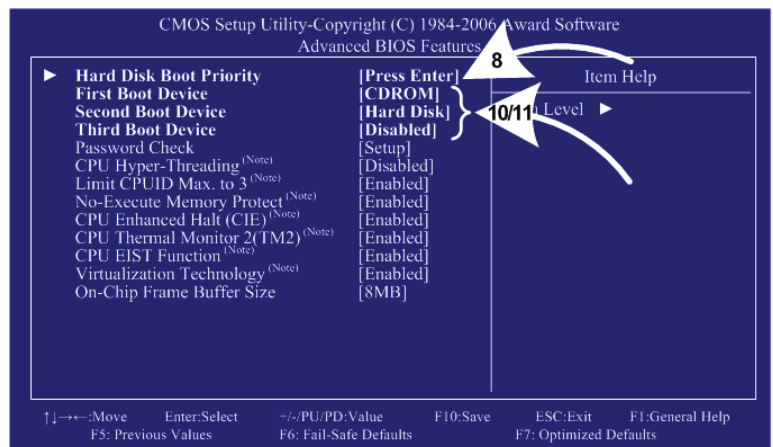 CMOS Setup Utility-Copyright (C) 1984-2006 Award Software
Advanced BIOS Features
8
▶ Hard Disk Boot Priority [Press Enter] Item Help
First Boot Device [CDROM]
Second Boot Device [Hard Disk] 10/11 Level ▶
Third Boot Device [Disabled]
Password Check [Setup]
CPU Hyper-Threading (Note) [Disabled]
Limit CPUID Max. to 3 (Note) [Enabled]
No-Execute Memory Protect (Note) [Enabled]
CPU Enhanced Halt (CIE) (Note) [Enabled]
CPU Thermal Monitor 2(TM2) (Note) [Enabled]
CPU EIST Function (Note) [Enabled]
Virtualization Technology (Note) [Enabled]
On-Chip Frame Buffer Size [8MB]
↑↓→←:Move Enter:Select +/-/PU/PD:Value F10:Save ESC:Exit F1:General Help
F5: Previous Values F6: Fail-Safe Defaults F7: Optimized Defaults